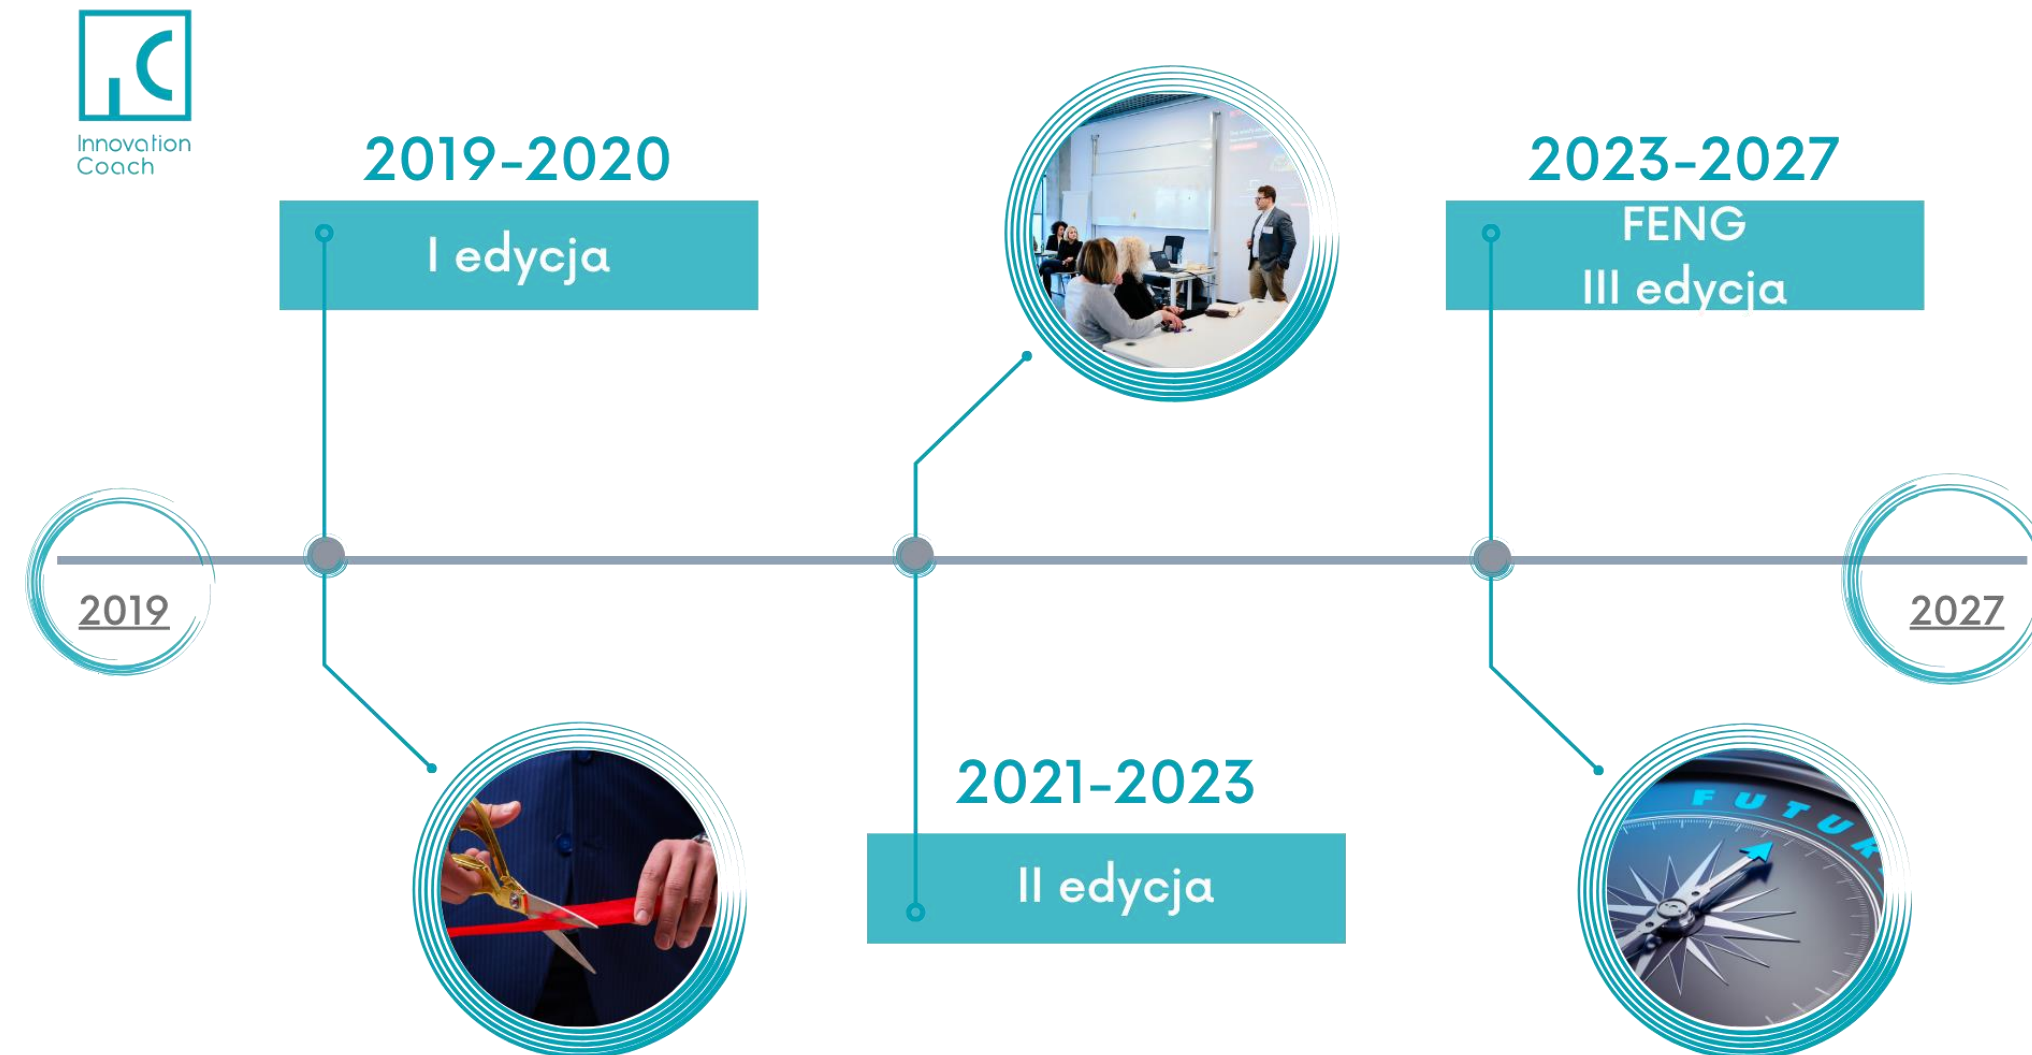 Innovation
Coach
2019-2020
I edycja
2023-2027
FENG
III edycja
2019
2027
2021-2023
II edycja